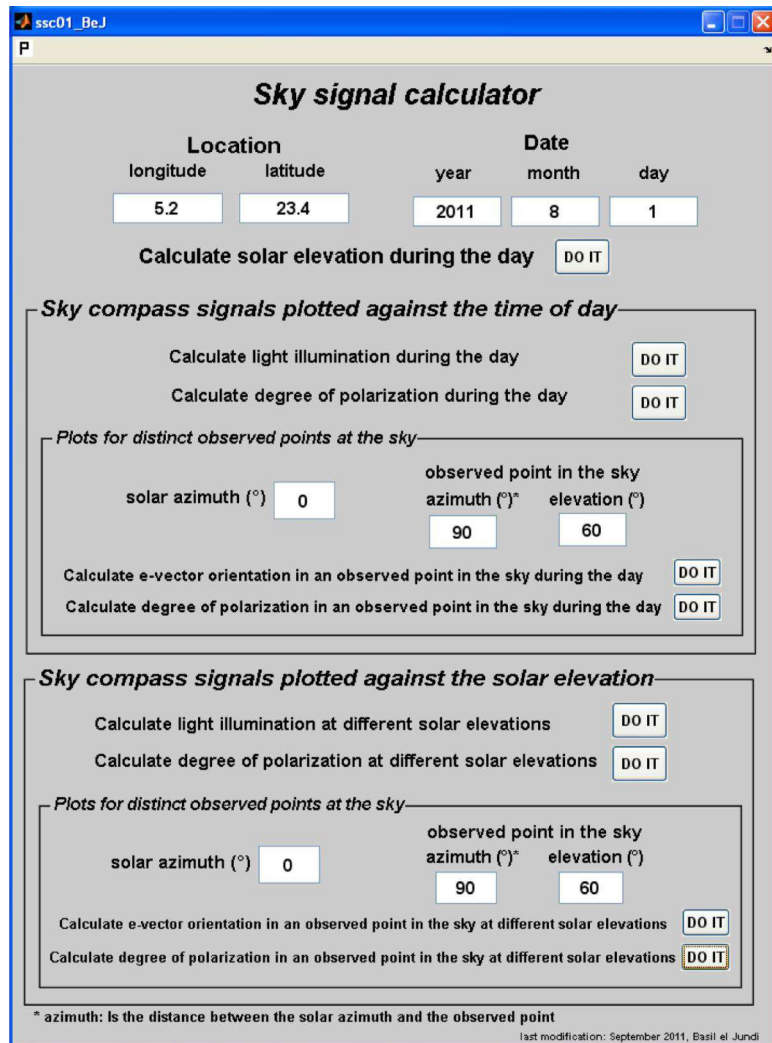 ssc01_BeJ
P
Sky signal calculator
Location
Date
longitude latitude
year month day
5.2 23.4 2011 8 1
Calculate solar elevation during the day DO IT
Sky compass signals plotted against the time of day
Calculate light illumination during the day DO IT
Calculate degree of polarization during the day DO IT
Plots for distinct observed points at the sky
observed point in the sky
solar azimuth (°) 0 azimuth (°)* elevation (°)
90 60
Calculate e-vector orientation in an observed point in the sky during the day DO IT
Calculate degree of polarization in an observed point in the sky during the day DO IT
Sky compass signals plotted against the solar elevation
Calculate light illumination at different solar elevations DO IT
Calculate degree of polarization at different solar elevations DO IT
Plots for distinct observed points at the sky
observed point in the sky
solar azimuth (°) 0 azimuth (°)* elevation (°)
90 60
Calculate e-vector orientation in an observed point in the sky at different solar elevations DO IT
Calculate degree of polarization in an observed point in the sky at different solar elevations DO IT
* azimuth: Is the distance between the solar azimuth and the observed point
last modification: September 2011, Basil el Jundi